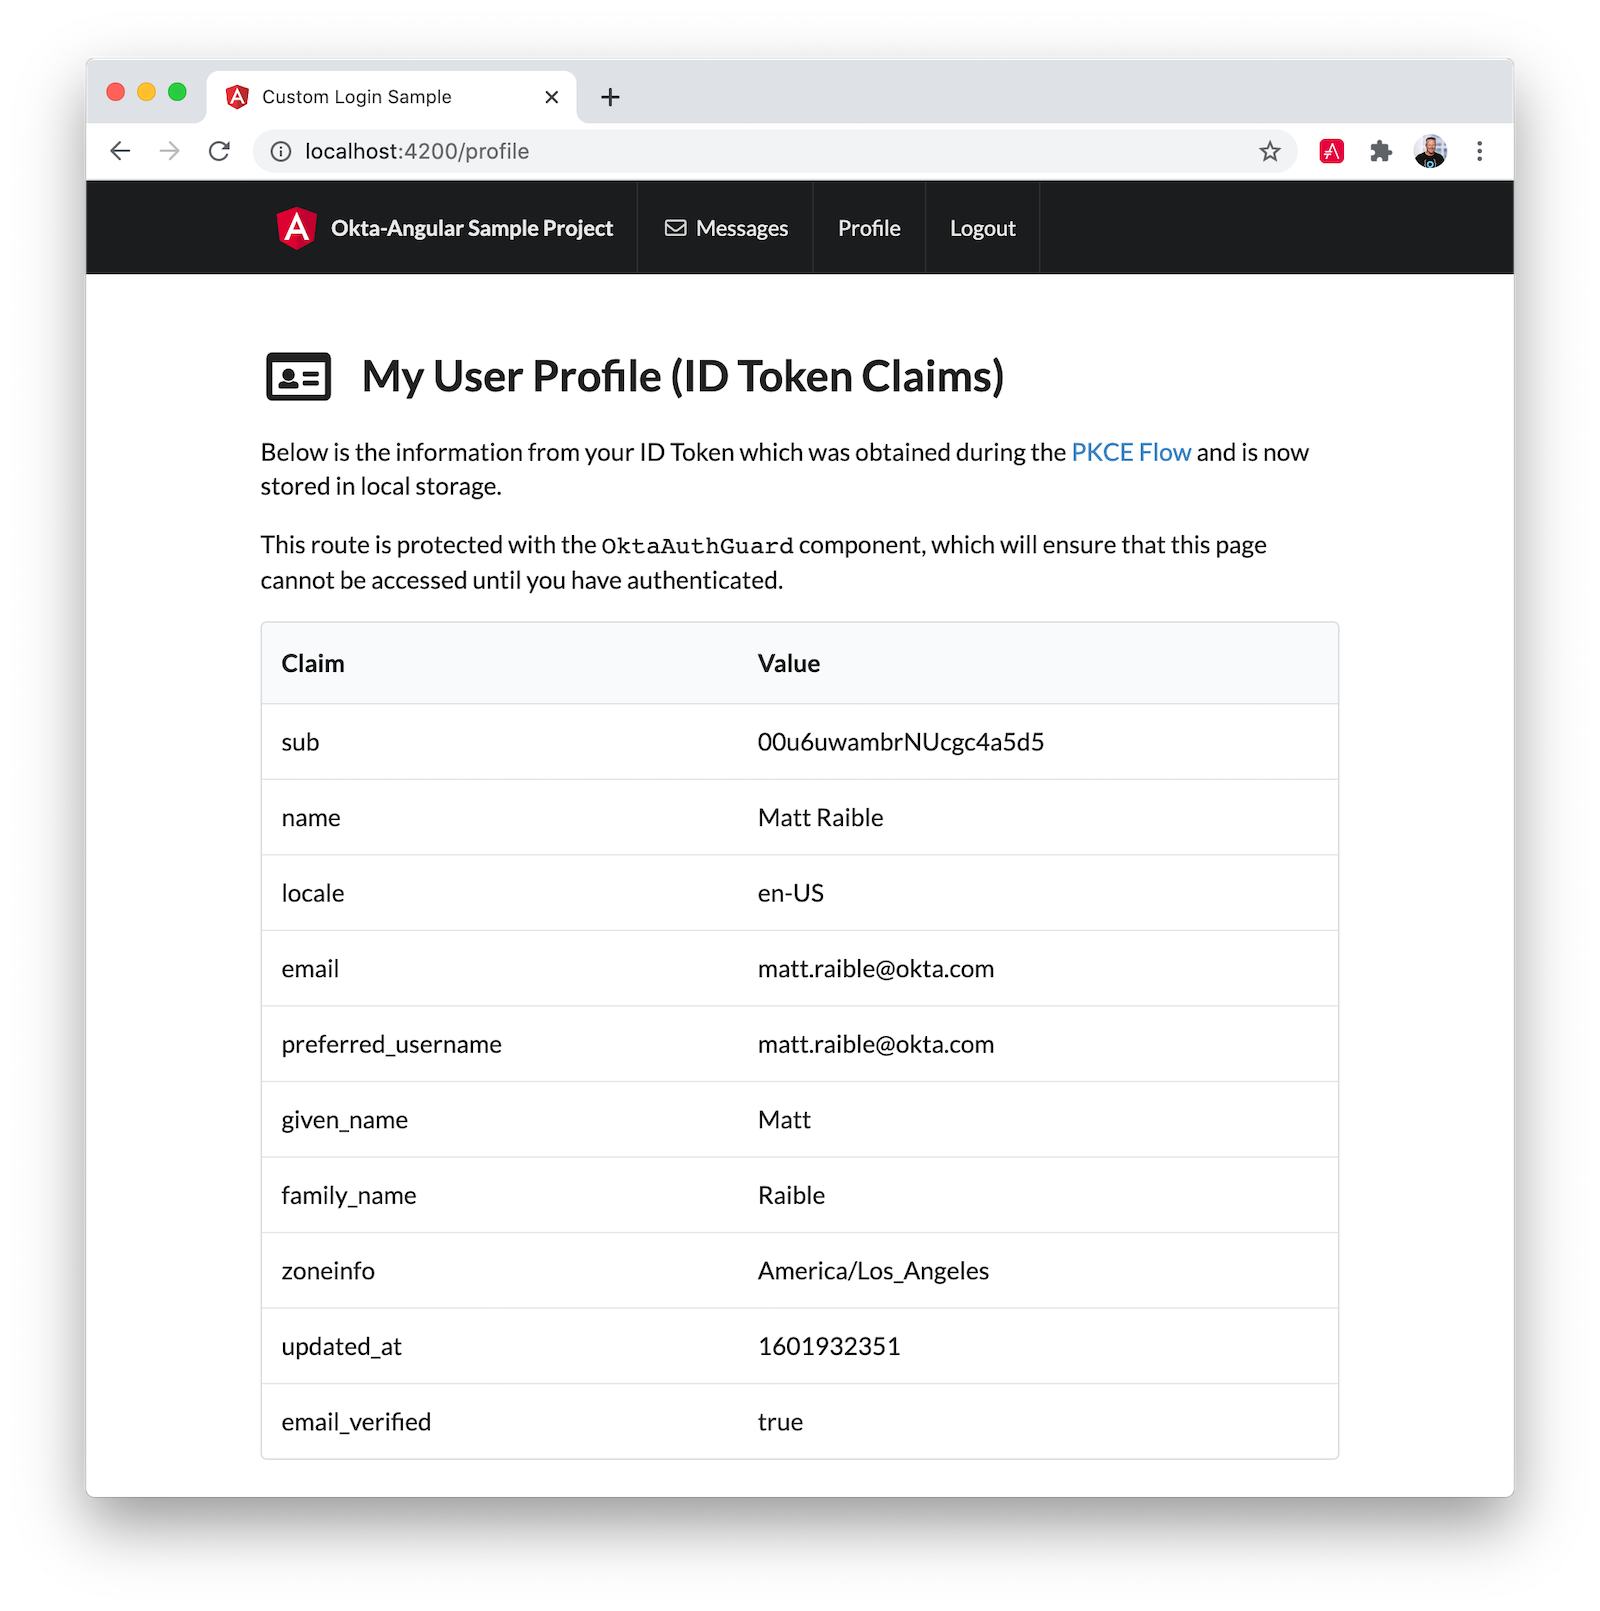 Custom Login Sample
localhost:4200/profile
Okta-Angular Sample Project Messages Profile Logout
My User Profile (ID Token Claims)
Below is the information from your ID Token which was obtained during the PKCE Flow and is now
stored in local storage.
This route is protected with the OktaAuthGuard component, which will ensure that this page
cannot be accessed until you have authenticated.
Claim Value
sub 00u6uwambrNUcgc4a5d5
name Matt Raible
locale en-US
email matt.raible@okta.com
preferred_username matt.raible@okta.com
given_name Matt
family_name Raible
zoneinfo America/Los_Angeles
updated_at 1601932351
email_verified true